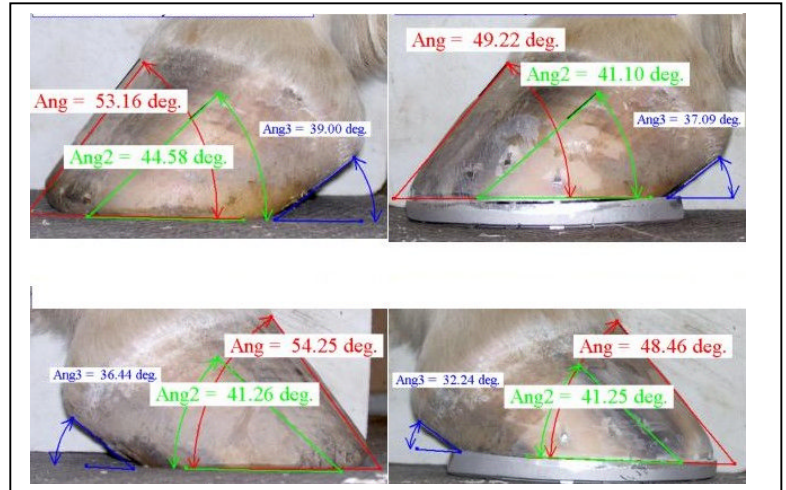 Ang = 53.16 deg.
Ang2 = 44.58 deg.
Ang3 = 39.00 deg.
Ang = 49.22 deg.
Ang2 = 41.10 deg.
Ang3 = 37.09 deg.
Ang = 54.25 deg.
Ang2 = 41.26 deg.
Ang3 = 36.44 deg.
Ang = 48.46 deg.
Ang2 = 41.25 deg.
Ang3 = 32.24 deg.